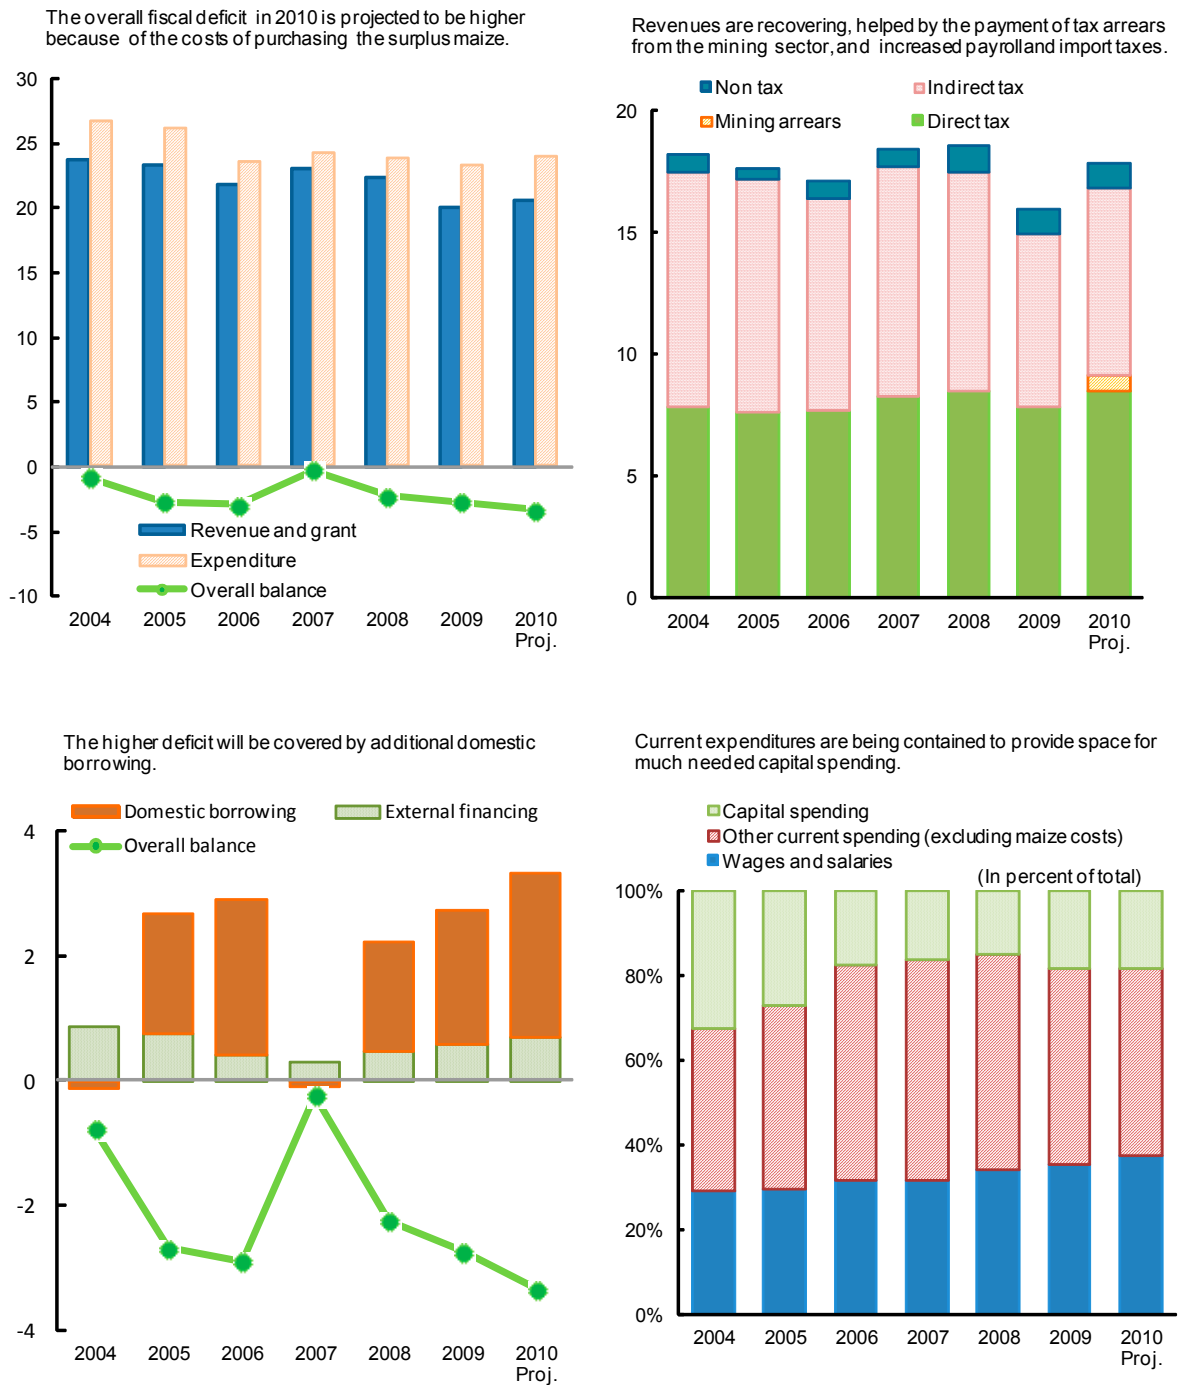 The overall fiscal deficit in 2010 is projected to be higher
because of the costs of purchasing the surplus maize.
30
25
20
15
10
5
0
-5
-10
Revenue and grant
Expenditure
Overall balance
2004 2005 2006 2007 2008 2009 2010
Proj.
Revenues are recovering, helped by the payment of tax arrears
from the mining sector, and increased payroll and import taxes.
Non tax Indirect tax
Mining arrears Direct tax
20
15
10
5
0
2004 2005 2006 2007 2008 2009 2010
Proj.
The higher deficit will be covered by additional domestic
borrowing.
Domestic borrowing External financing
Overall balance
4
2
0
-2
-4
2004 2005 2006 2007 2008 2009 2010
Proj.
Current expenditures are being contained to provide space for
much needed capital spending.
Capital spending
Other current spending (excluding maize costs)
Wages and salaries
(In percent of total)
100%
80%
60%
40%
20%
0%
2004 2005 2006 2007 2008 2009 2010
Proj.